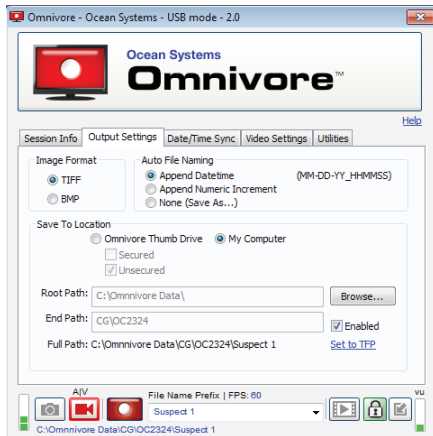 Omnivore - Ocean Systems - USB mode - 2.0
Ocean Systems
Omnivore™
Help
Session Info Output Settings Date/Time Sync Video Settings Utilities
Image Format
TIFF
BMP
Auto File Naming
Append Datetime (MM-DD-YY_HHMMSS)
Append Numeric Increment
None (Save As...)
Save To Location
Omnivore Thumb Drive My Computer
Secured
Unsecured
Root Path: C:\Omnnivore Data\ Browse...
End Path: CG\OC2324 Enabled
Full Path: C:\Omnnivore Data\CG\OC2324\Suspect 1 Set to TFP
A|V File Name Prefix | FPS: 60 vu
Suspect 1
C:\Omnnivore Data\CG\OC2324\Suspect 1